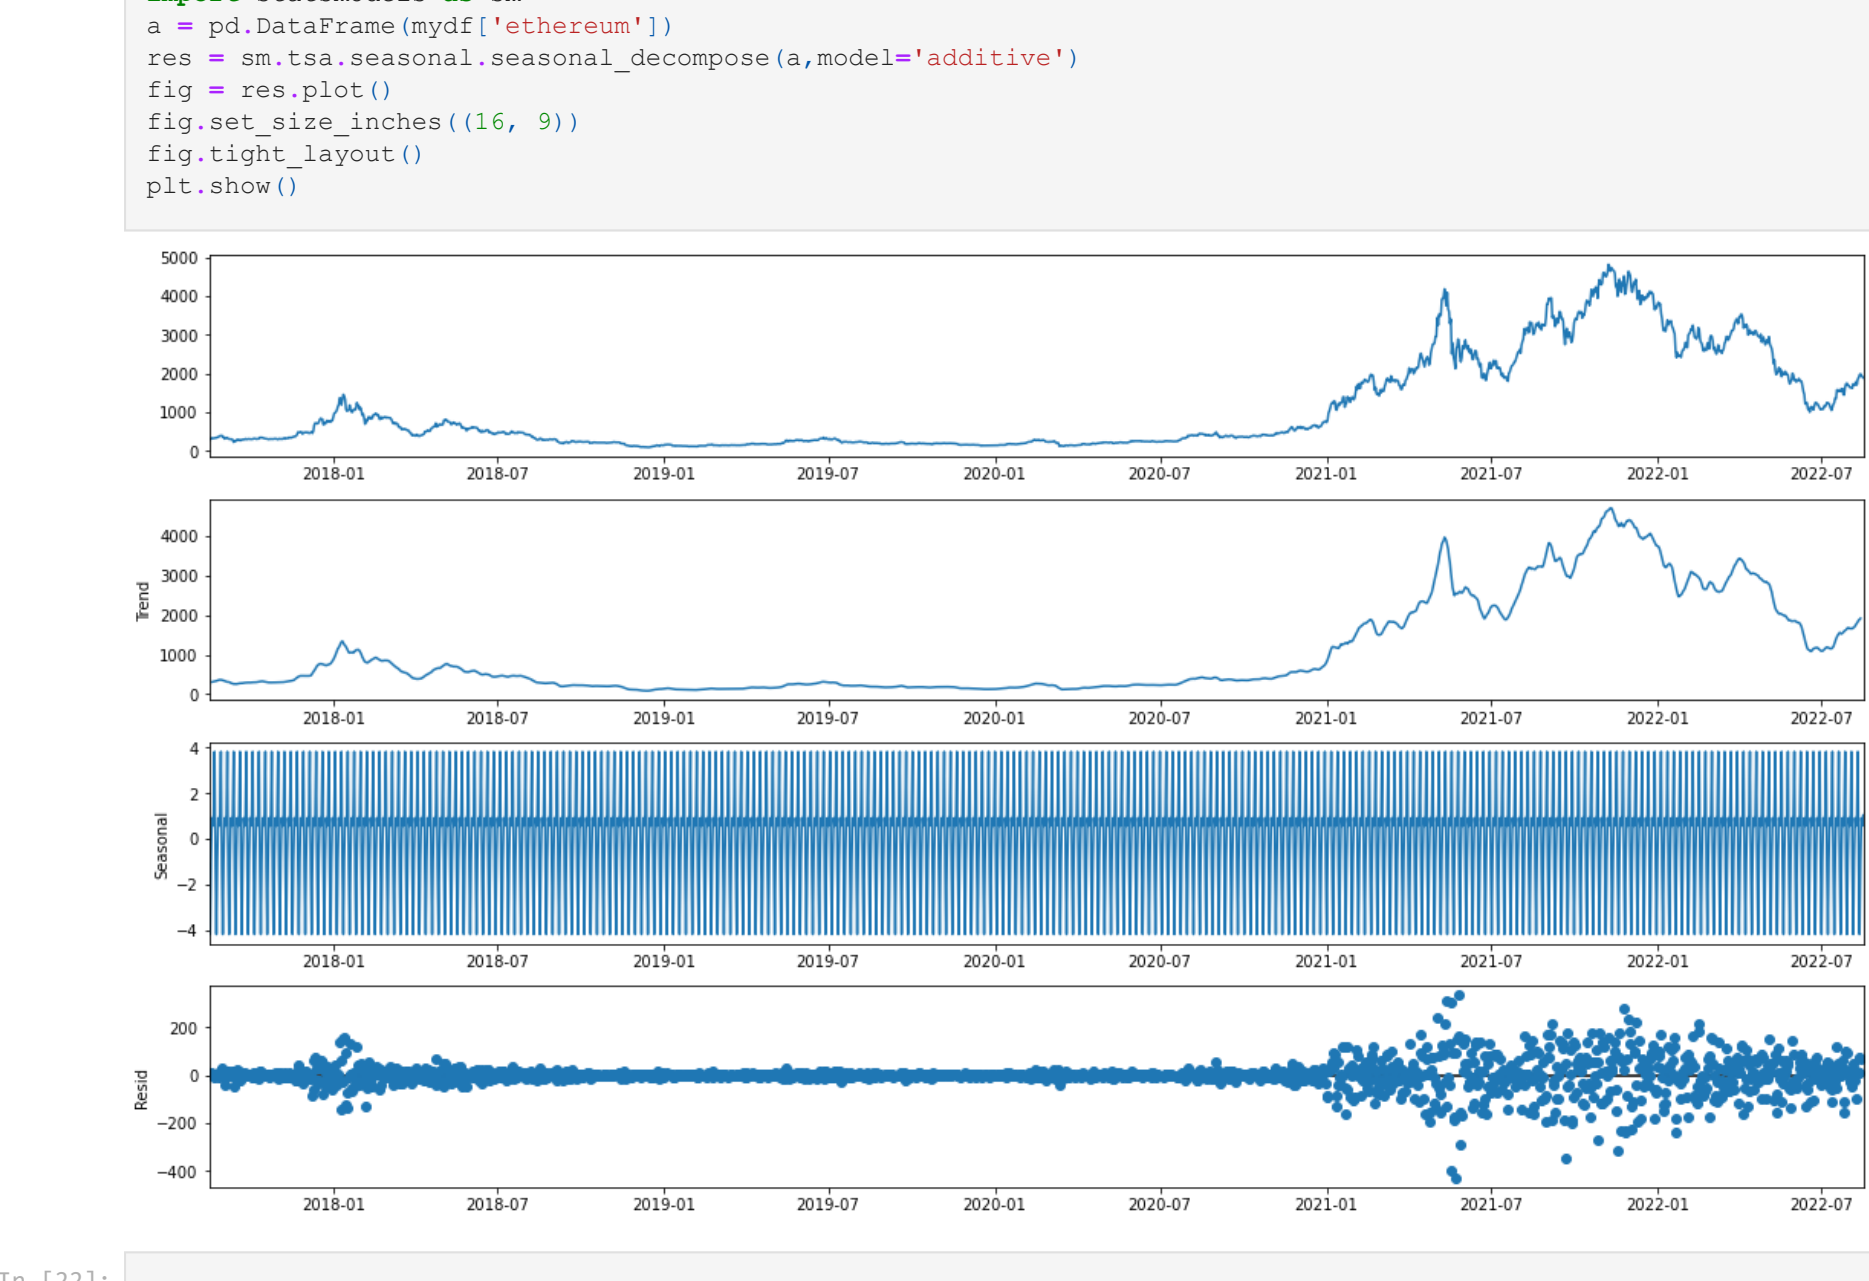 import statsmodels as sm
a = pd.DataFrame(mydf['ethereum'])
res = sm.tsa.seasonal.seasonal_decompose(a,model='additive')
fig = res.plot()
fig.set_size_inches((16, 9))
fig.tight_layout()
plt.show()
5000
4000
3000
2000
1000
0
2018-01 2018-07 2019-01 2019-07 2020-01 2020-07 2021-01 2021-07 2022-01 2022-07
Trend
4000
3000
2000
1000
0
2018-01 2018-07 2019-01 2019-07 2020-01 2020-07 2021-01 2021-07 2022-01 2022-07
Seasonal
4
2
0
−2
−4
2018-01 2018-07 2019-01 2019-07 2020-01 2020-07 2021-01 2021-07 2022-01 2022-07
Resid
200
0
−200
−400
2018-01 2018-07 2019-01 2019-07 2020-01 2020-07 2021-01 2021-07 2022-01 2022-07
In [22]: